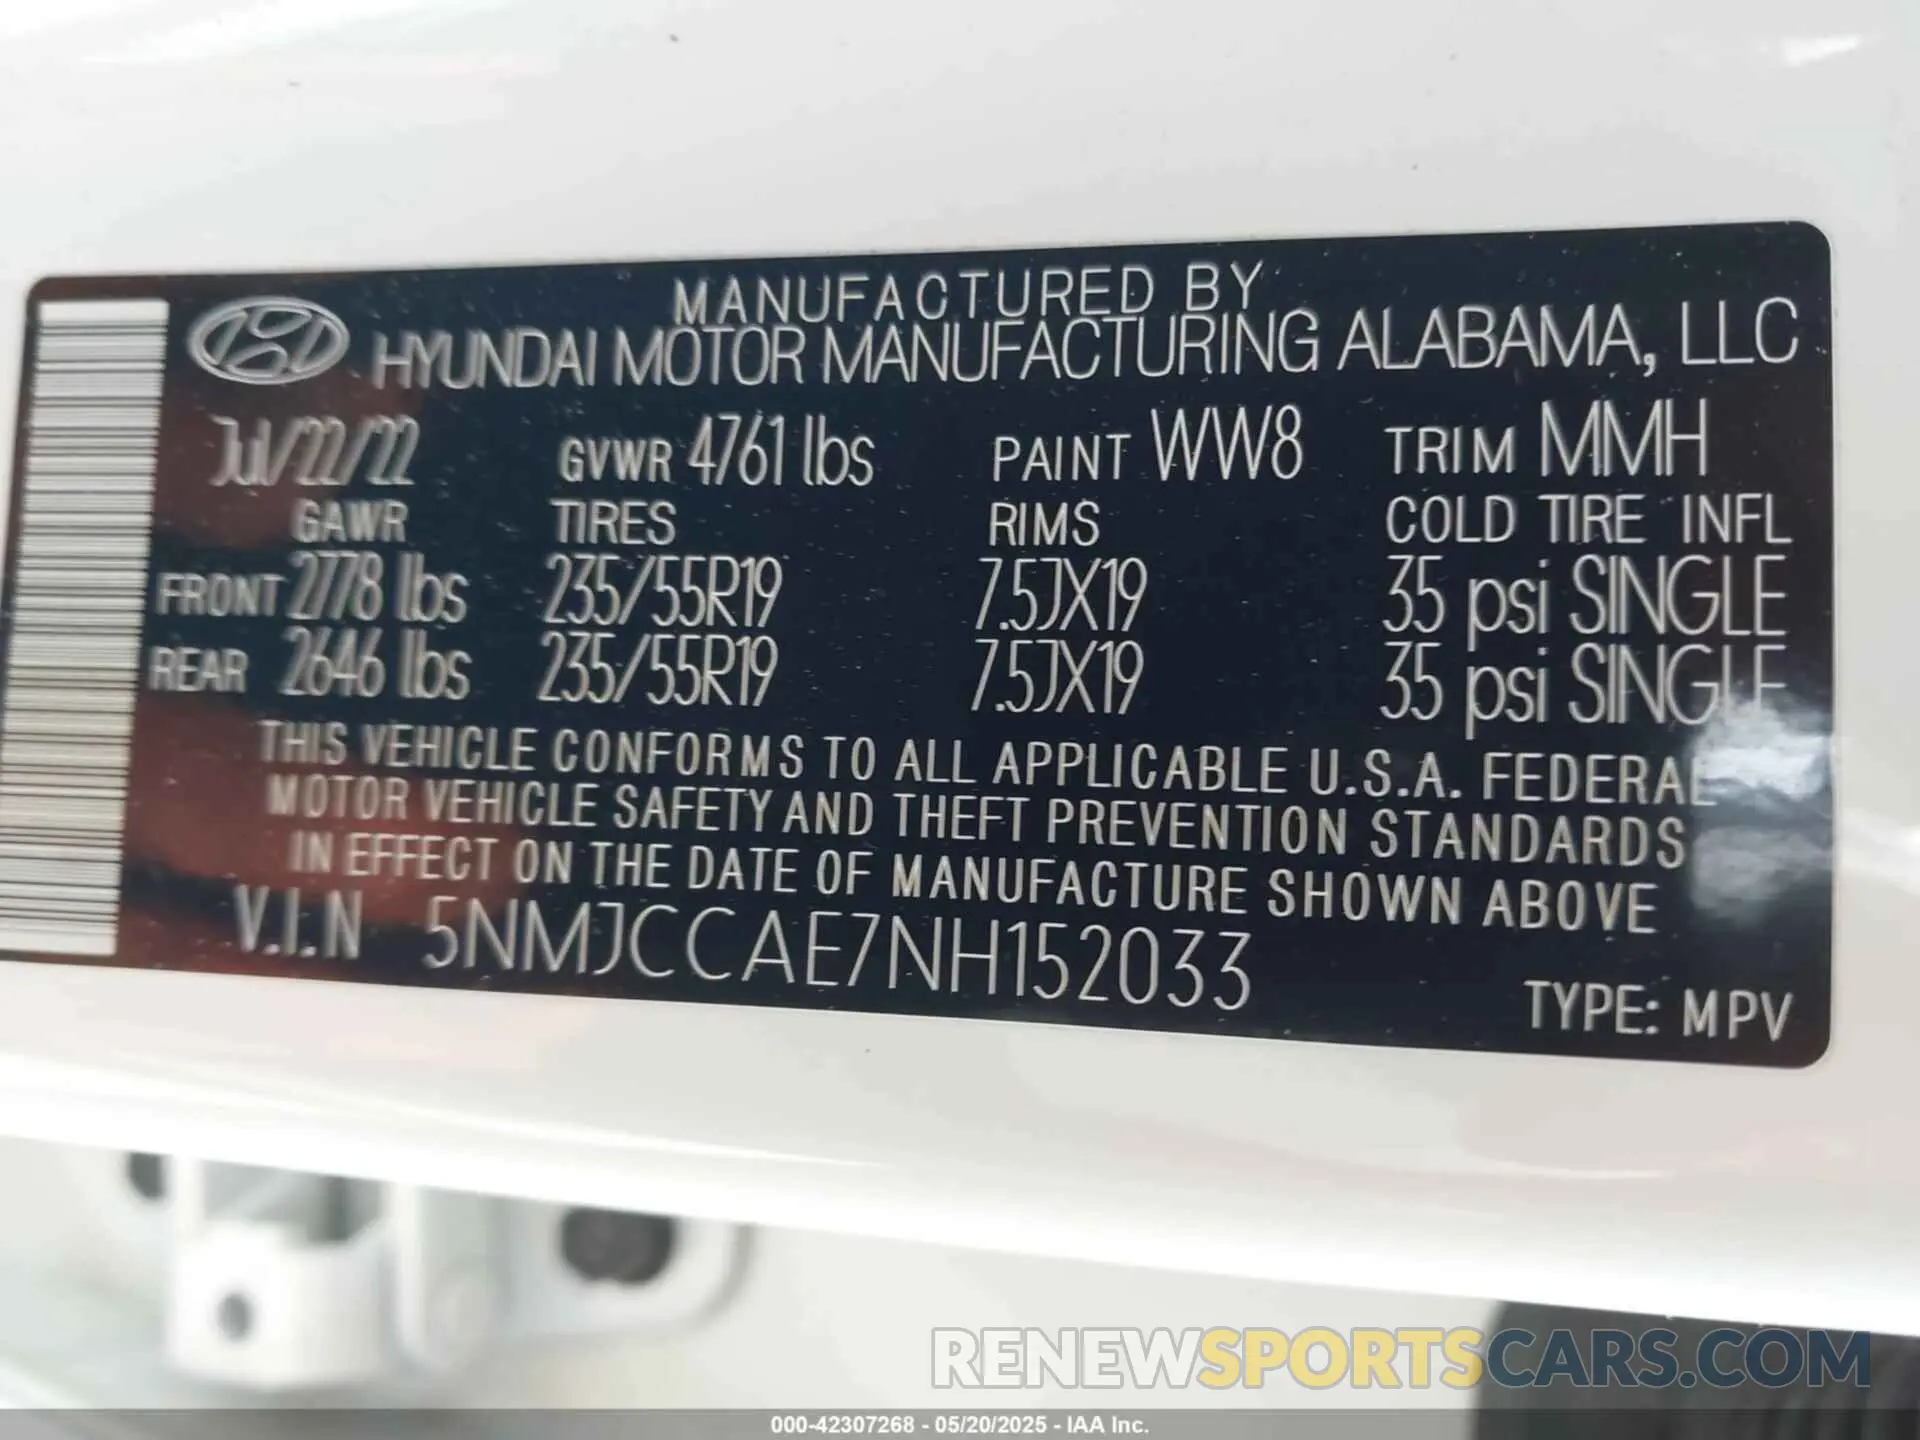 MANUFACTURED BY
HYUNDAI MOTOR MANUFACTURING ALABAMA, LLC
Jul/22/22 GVWR 4761 lbs PAINT WW8 TRIM MMH
GAWR TIRES RIMS COLD TIRE INFL
FRONT 2778 lbs 235/55R19 7.5JX19 35 psi SINGLE
REAR 2646 lbs 235/55R19 7.5JX19 35 psi SINGLE
THIS VEHICLE CONFORMS TO ALL APPLICABLE U.S.A. FEDERAL
MOTOR VEHICLE SAFETY AND THEFT PREVENTION STANDARDS
IN EFFECT ON THE DATE OF MANUFACTURE SHOWN ABOVE
V.I.N 5NMJCCAE7NH152033
TYPE: MPV
RENEWSPORTSCARS.COM
000-42307268 - 05/20/2025 - IAA Inc.